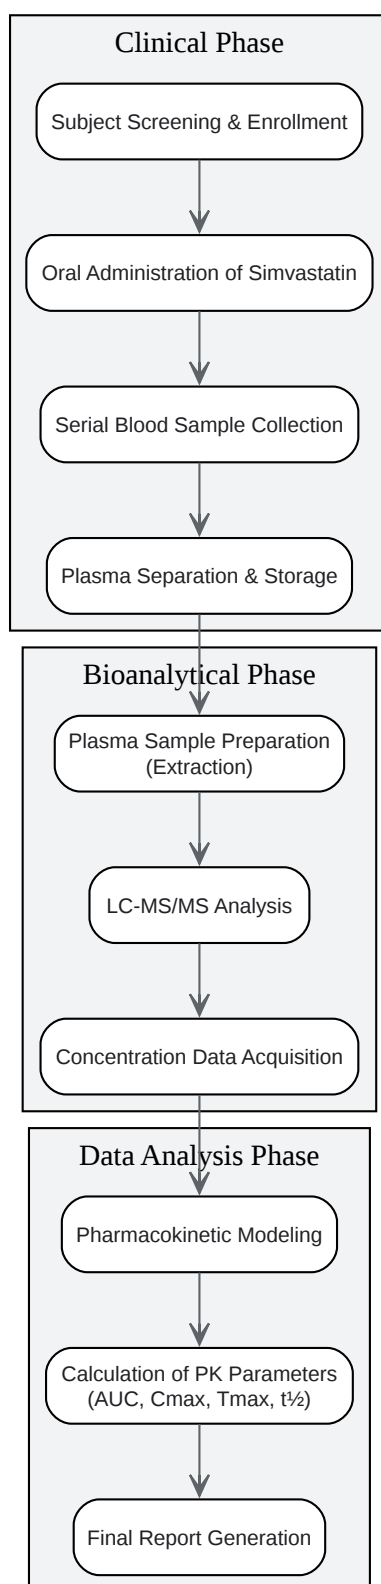 Clinical Phase
Subject Screening & Enrollment
Oral Administration of Simvastatin
Serial Blood Sample Collection
Plasma Separation & Storage
Bioanalytical Phase
Plasma Sample Preparation
(Extraction)
LC-MS/MS Analysis
Concentration Data Acquisition
Data Analysis Phase
Pharmacokinetic Modeling
Calculation of PK Parameters
(AUC, Cmax, Tmax, t½)
Final Report Generation